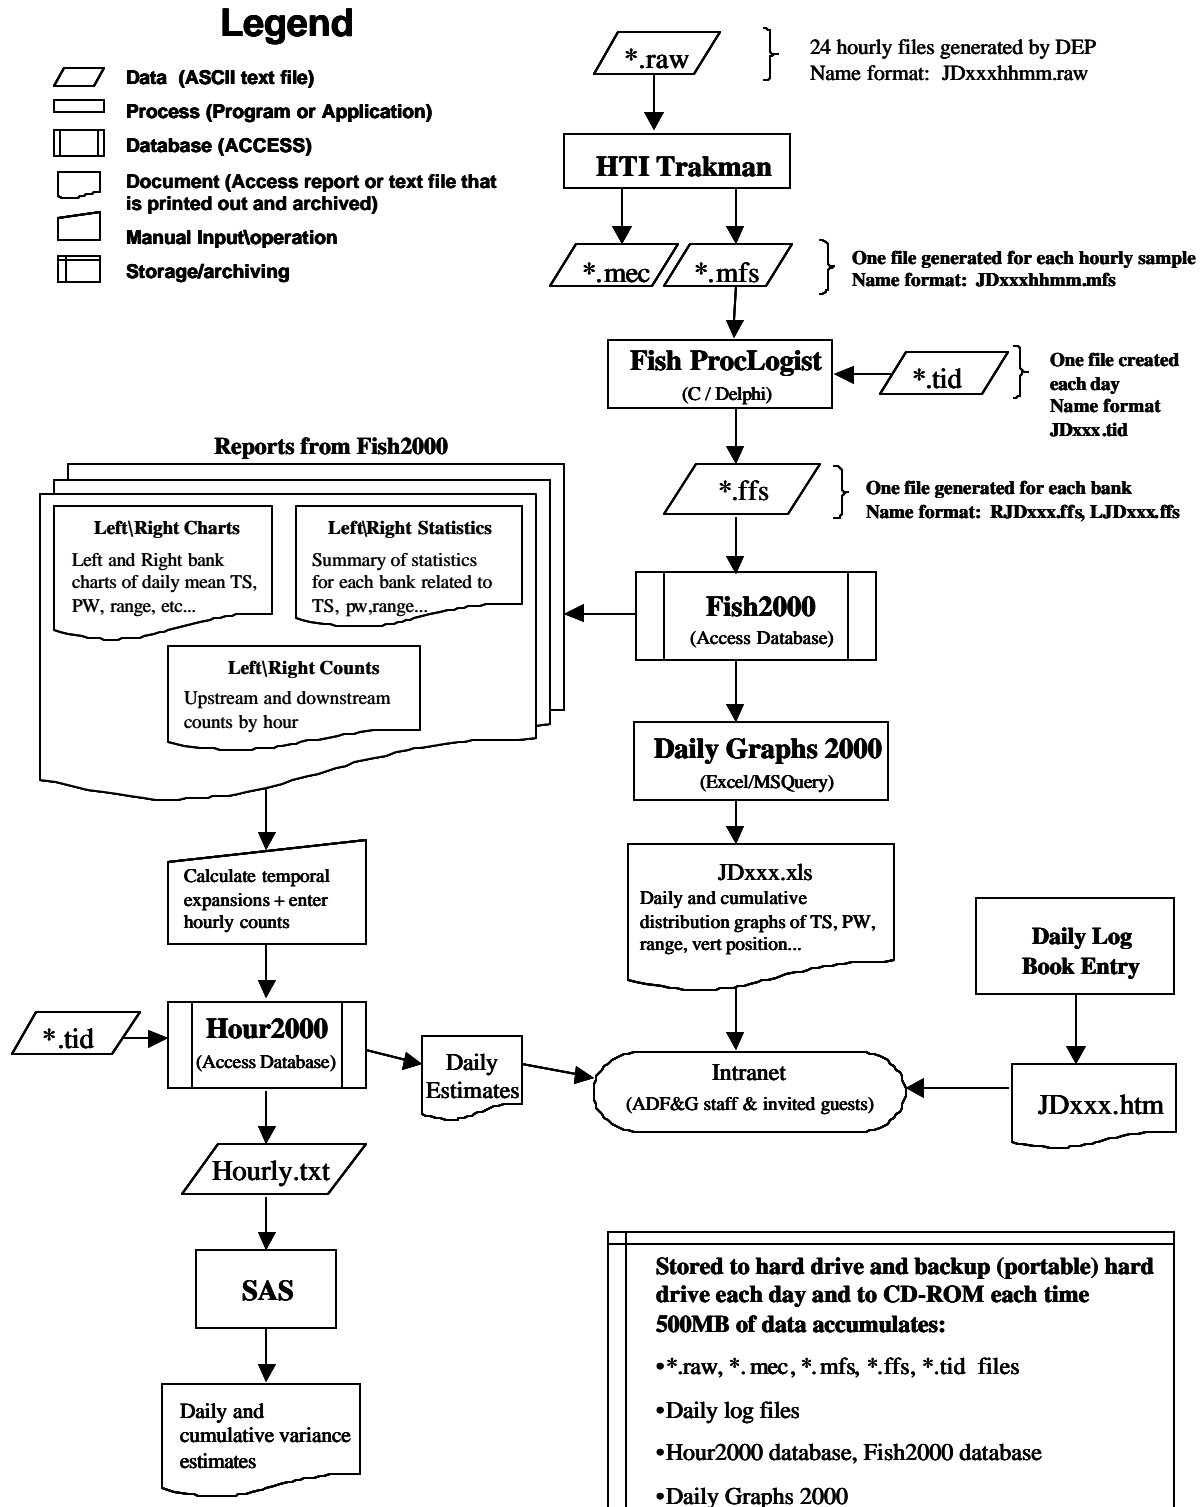 Legend
Data (ASCII text file)
Process (Program or Application)
Database (ACCESS)
Document (Access report or text file that
is printed out and archived)
Manual Input\operation
Storage/archiving
*.raw
24 hourly files generated by DEP
Name format: JDxxxhhmm.raw
HTI Trakman
*.mec
*.mfs
One file generated for each hourly sample
Name format: JDxxxhhmm.mfs
Fish ProcLogist
(C / Delphi)
*.tid
One file created
each day
Name format
JDxxx.tid
*.ffs
One file generated for each bank
Name format: RJDxxx.ffs, LJDxxx.ffs
Reports from Fish2000
Left\Right Charts
Left and Right bank
charts of daily mean TS,
PW, range, etc...
Left\Right Statistics
Summary of statistics
for each bank related to
TS, pw,range...
Left\Right Counts
Upstream and downstream
counts by hour
Fish2000
(Access Database)
Daily Graphs 2000
(Excel/MSQuery)
JDxxx.xls
Daily and cumulative
distribution graphs of TS, PW,
range, vert position...
Calculate temporal
expansions + enter
hourly counts
*.tid
Hour2000
(Access Database)
Daily
Estimates
Intranet
(ADF&G staff & invited guests)
Daily Log
Book Entry
JDxxx.htm
Hourly.txt
SAS
Daily and
cumulative variance
estimates
Stored to hard drive and backup (portable) hard
drive each day and to CD-ROM each time
500MB of data accumulates:
•*.raw, *. mec, *. mfs, *.ffs, *.tid files
•Daily log files
•Hour2000 database, Fish2000 database
•Daily Graphs 2000